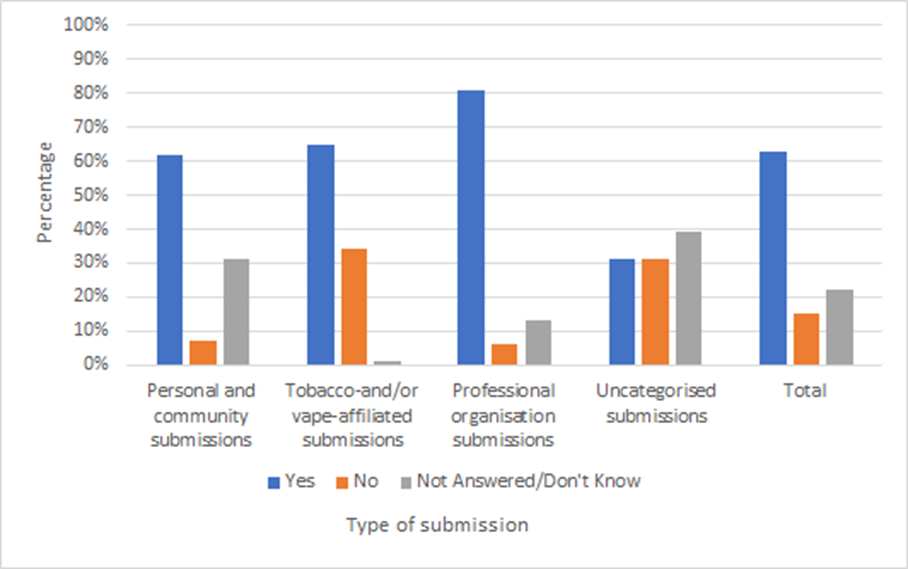 100%
90%
80%
70%
60%
50%
40%
30%
20%
10%
0%
Percentage
Personal and
community
submissions
Tobacco-and/or
vape-affiliated
submissions
Professional
organisation
submissions
Uncategorised
submissions
Total
Yes No Not Answered/Don't Know
Type of submission